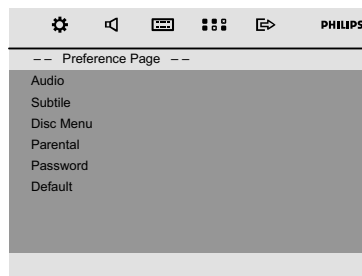 PHILIPS
-- Preference Page --
Audio
Subtile
Disc Menu
Parental
Password
Default